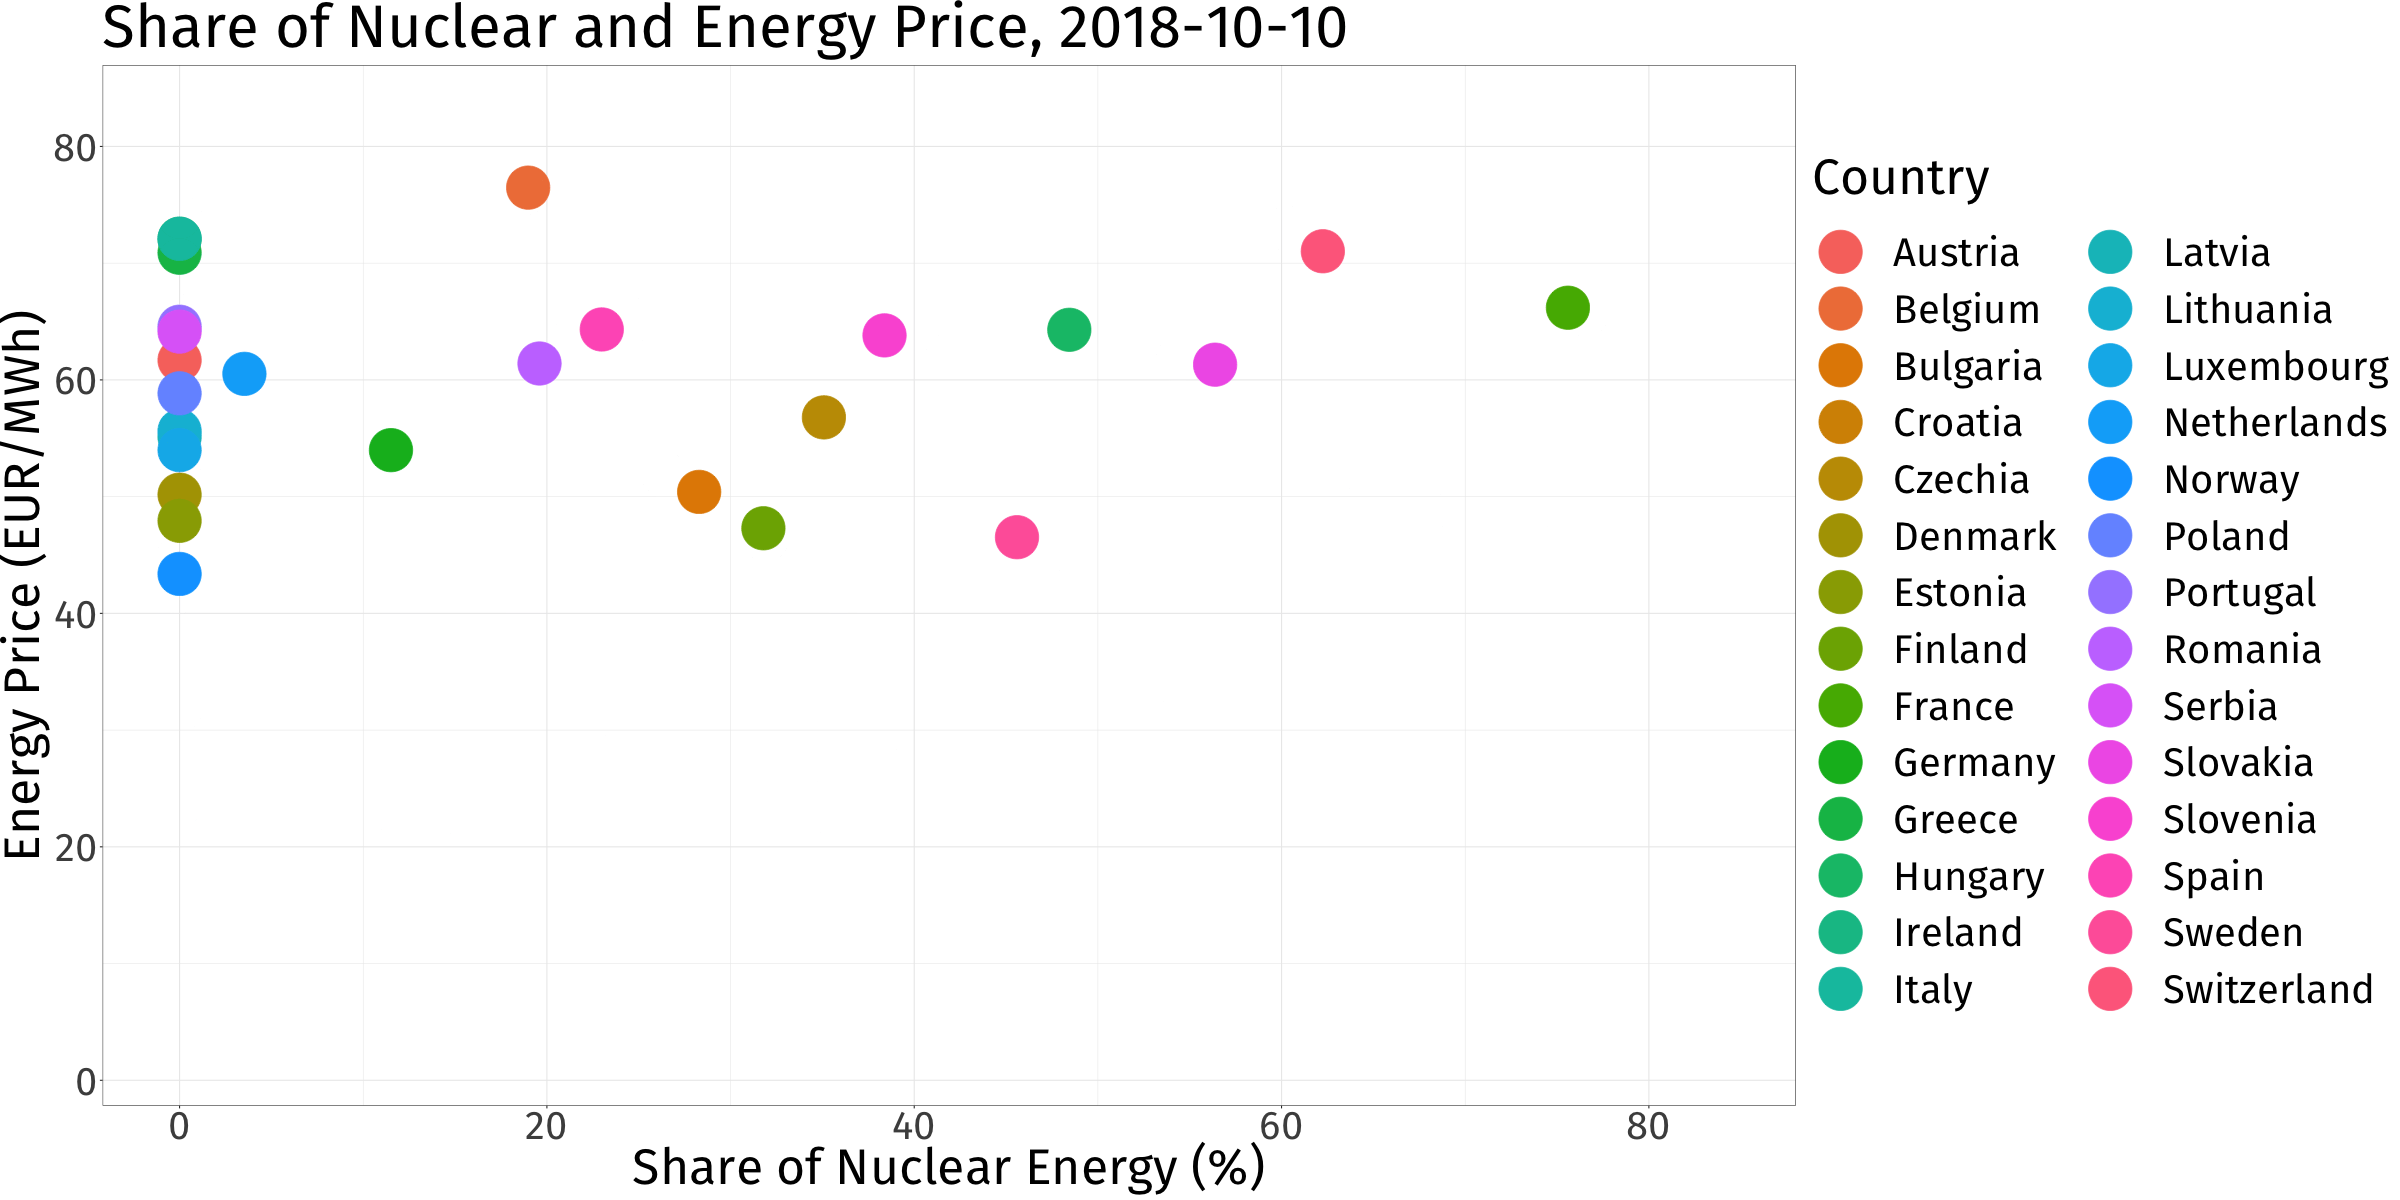 Share of Nuclear and Energy Price, 2018-10-10
Energy Price (EUR/MWh)
80
60
40
20
0
0 20 40 60 80
Share of Nuclear Energy (%)
Country
Austria
Belgium
Bulgaria
Croatia
Czechia
Denmark
Estonia
Finland
France
Germany
Greece
Hungary
Ireland
Italy
Latvia
Lithuania
Luxembourg
Netherlands
Norway
Poland
Portugal
Romania
Serbia
Slovakia
Slovenia
Spain
Sweden
Switzerland